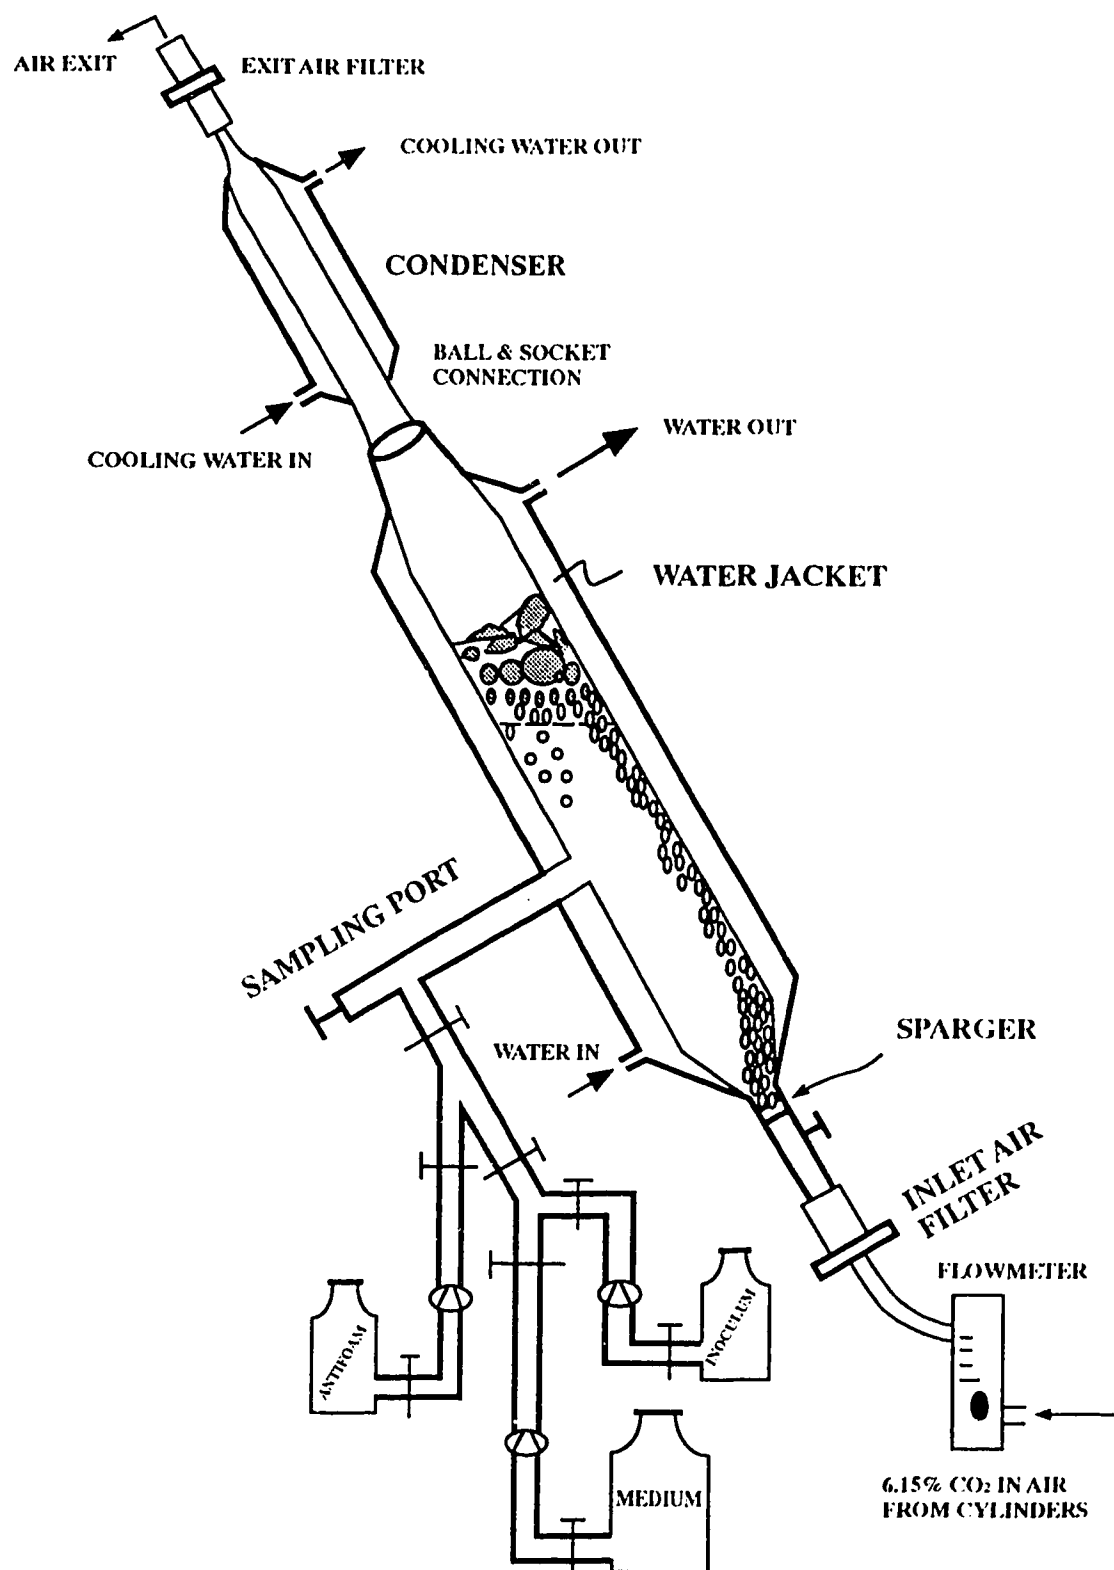 AIR EXIT
EXIT AIR FILTER
COOLING WATER OUT
CONDENSER
BALL & SOCKET
CONNECTION
WATER OUT
COOLING WATER IN
WATER JACKET
SAMPLING PORT
SPARGER
WATER IN
INLET AIR
FILTER
FLOWMETER
ANTIFOAM
INOCULUM
MEDIUM
6.15% CO₂ IN AIR
FROM CYLINDERS